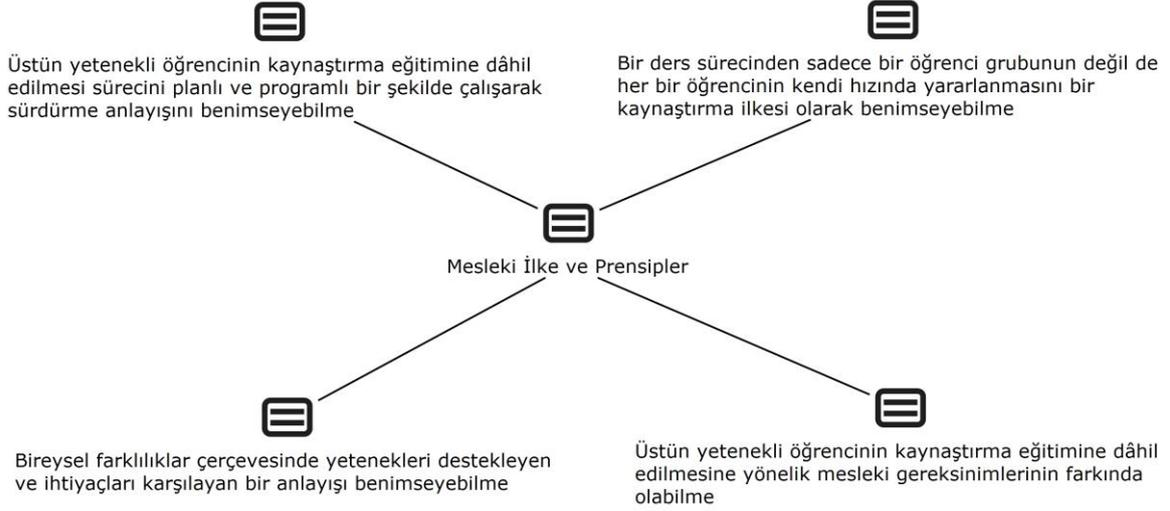 Üstün yetenekli öğrencinin kaynaştırma eğitimine dâhil
edilmesi sürecini planlı ve programlı bir şekilde çalışarak
sürdürme anlayışını benimseyebilme
Bir ders sürecinden sadece bir öğrenci grubunun değil de
her bir öğrencinin kendi hızında yararlanmasını bir
kaynaştırma ilkesi olarak benimseyebilme
Mesleki İlke ve Prensipler
Bireysel farklılıklar çerçevesinde yetenekleri destekleyen
ve ihtiyaçları karşılayan bir anlayışı benimseyebilme
Üstün yetenekli öğrencinin kaynaştırma eğitimine dâhil
edilmesine yönelik mesleki gereksinimlerinin farkında
olabilme